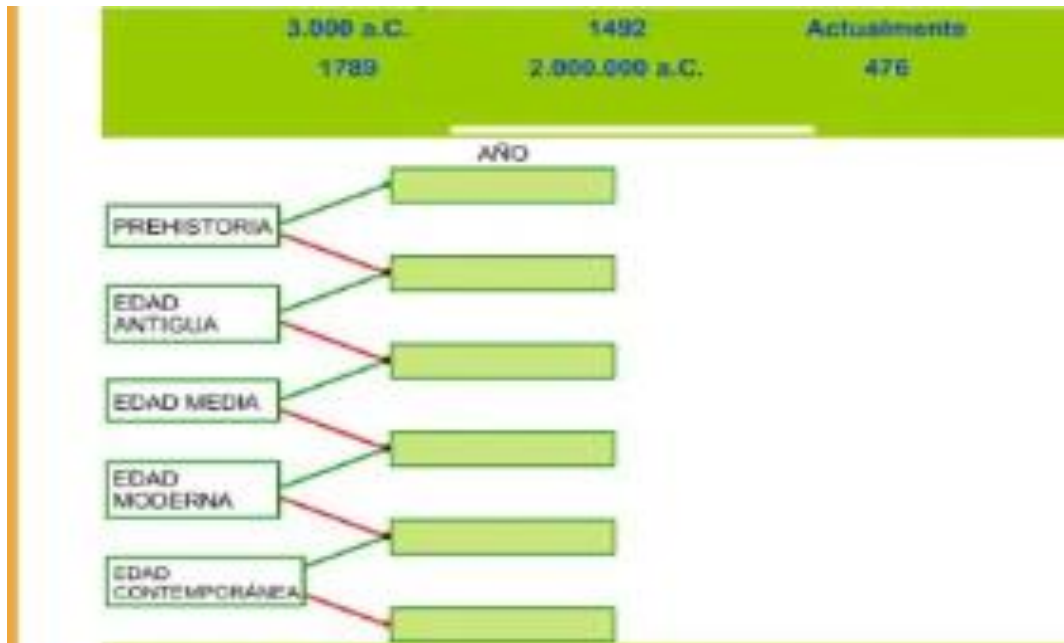 3.000 a.C. 1492 Actualmente
1789 2.000.000 a.C. 476
AÑO
PREHISTORIA
EDAD
ANTIGUA
EDAD MEDIA
EDAD
MODERNA
EDAD
CONTEMPORÁNEA